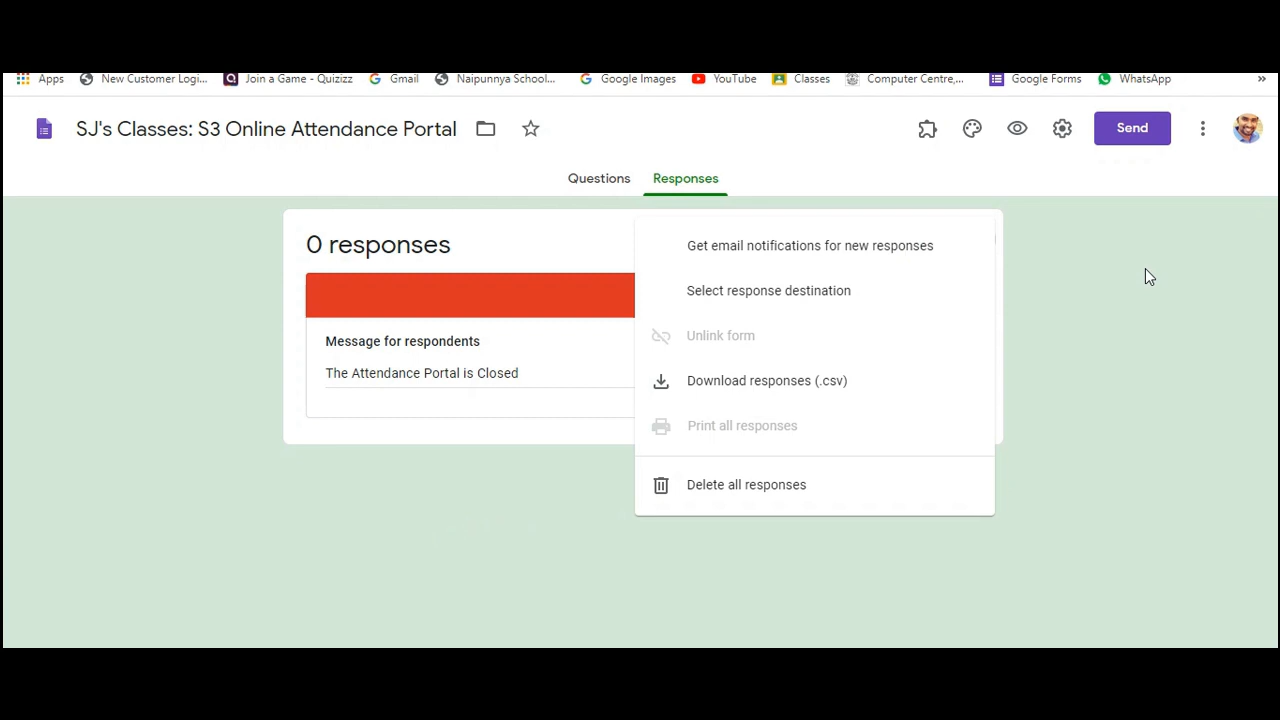 Apps New Customer Logi... Join a Game - Quizizz Gmail Naipunnya School... Google Images YouTube Classes Computer Centre,... Google Forms WhatsApp »
SJ's Classes: S3 Online Attendance Portal Send
Questions Responses
0 responses
Message for respondents
The Attendance Portal is Closed
Get email notifications for new responses
Select response destination
Unlink form
Download responses (.csv)
Print all responses
Delete all responses